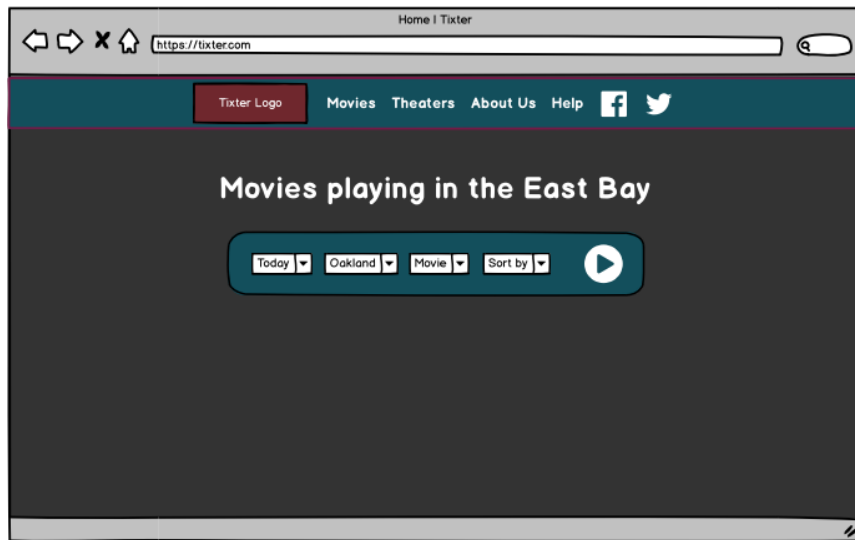 Home | Tixter
https://tixter.com
Tixter Logo Movies Theaters About Us Help
Movies playing in the East Bay
Today Oakland Movie Sort by